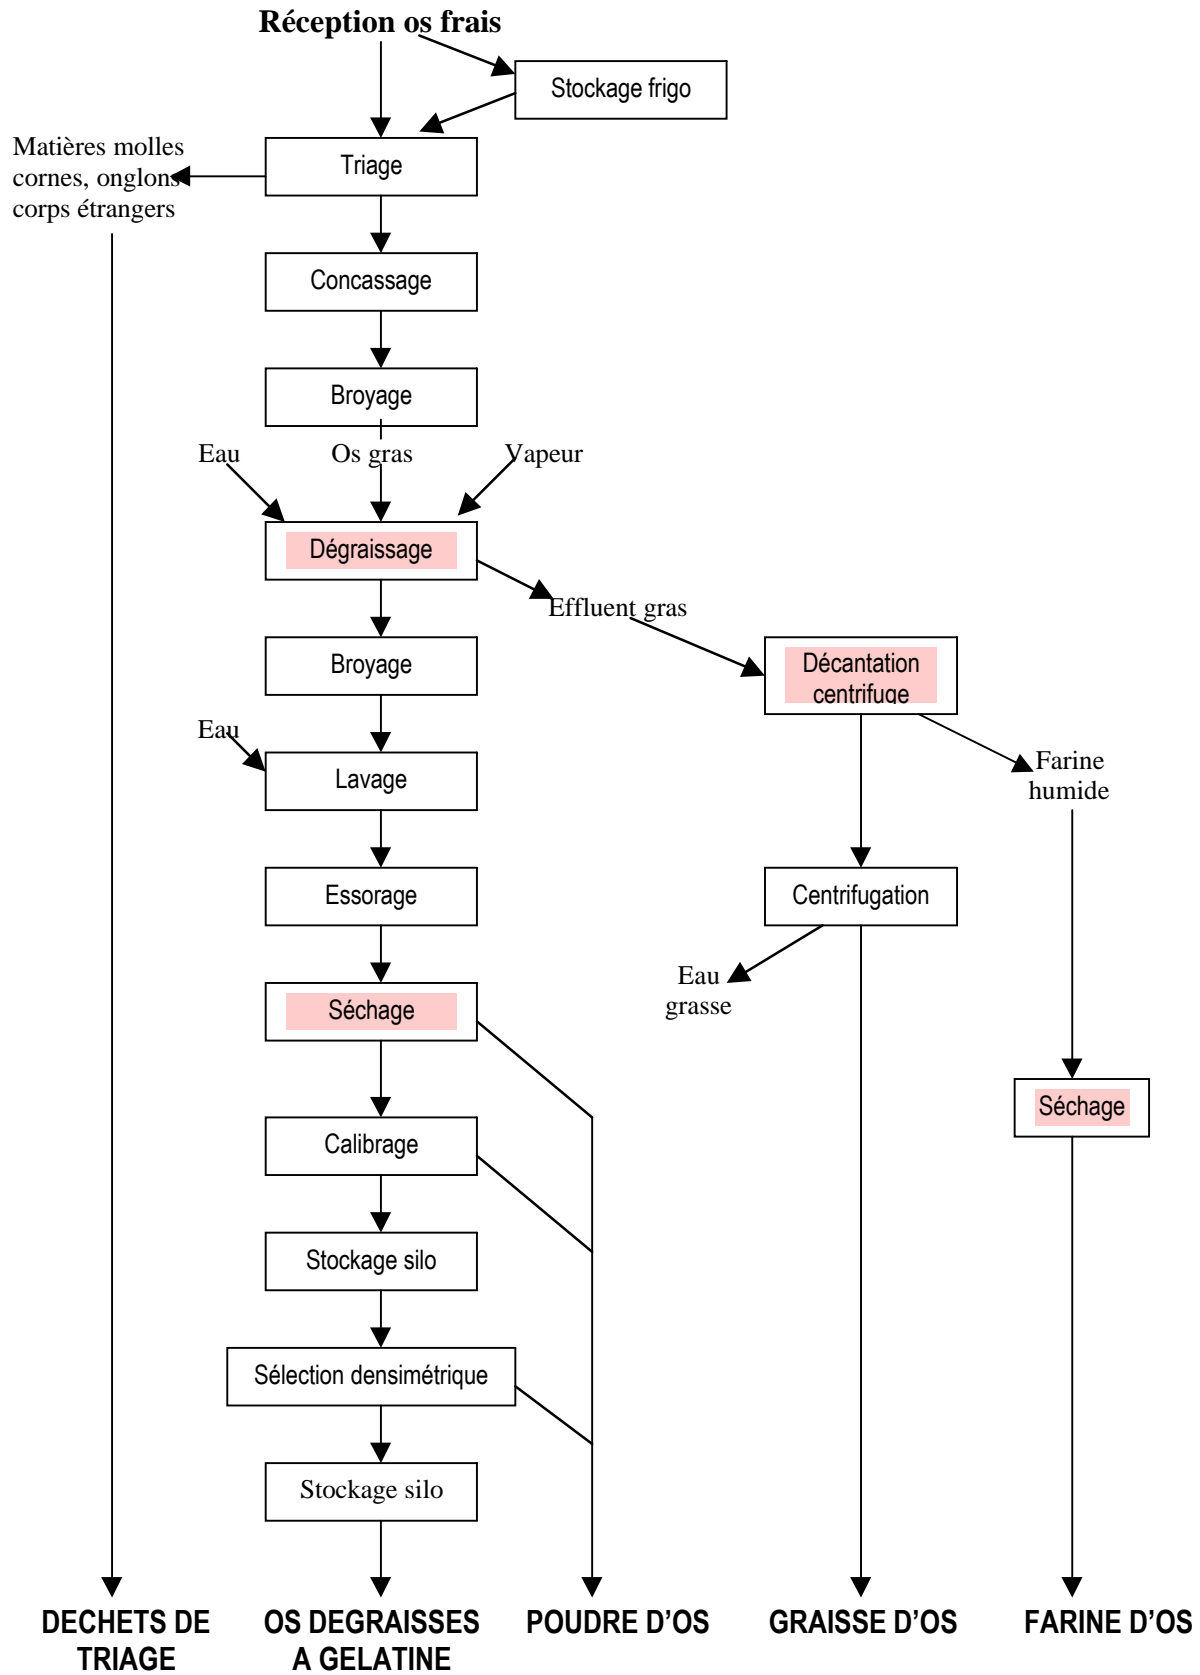 Réception os frais
Stockage frigo
Matières molles
cornes, onglons
corps étrangers
Triage
Concassage
Broyage
Eau
Os gras
Vapeur
Dégraissage
Effluent gras
Broyage
Décantation
centrifuge
Eau
Lavage
Farine
humide
Essorage
Centrifugation
Eau
grasse
Séchage
Séchage
Calibrage
Stockage silo
Sélection densimétrique
Stockage silo
DECHETS DE
TRIAGE
OS DEGRAISSES
A GELATINE
POUDRE D'OS
GRAISSE D'OS
FARINE D'OS